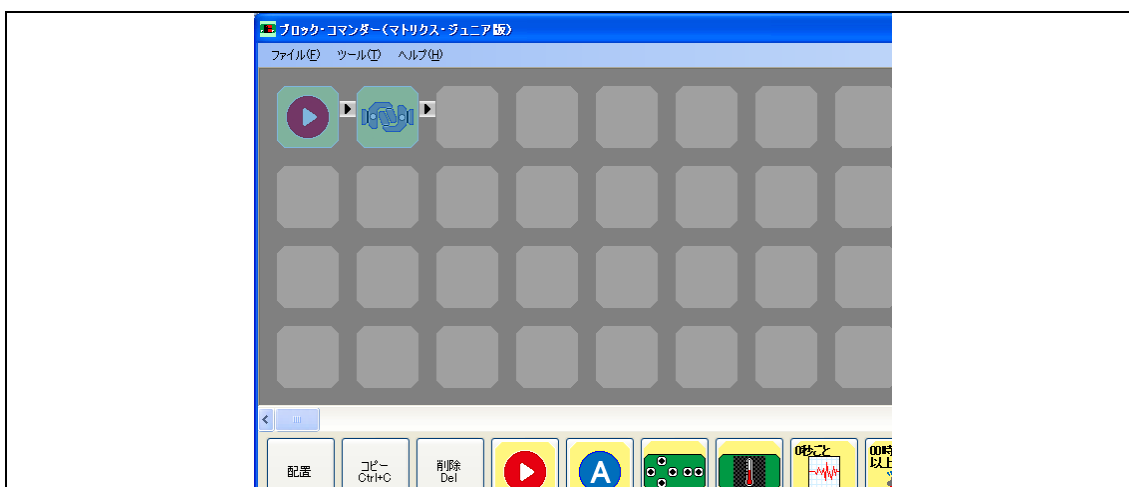 ブロック・コマンダー(マトリクス・ジュニア版)
ファイル(F) ツール(T) ヘルプ(H)
配置
コピー
Ctrl+C
削除
Del
A
0秒ごと
00時
以上